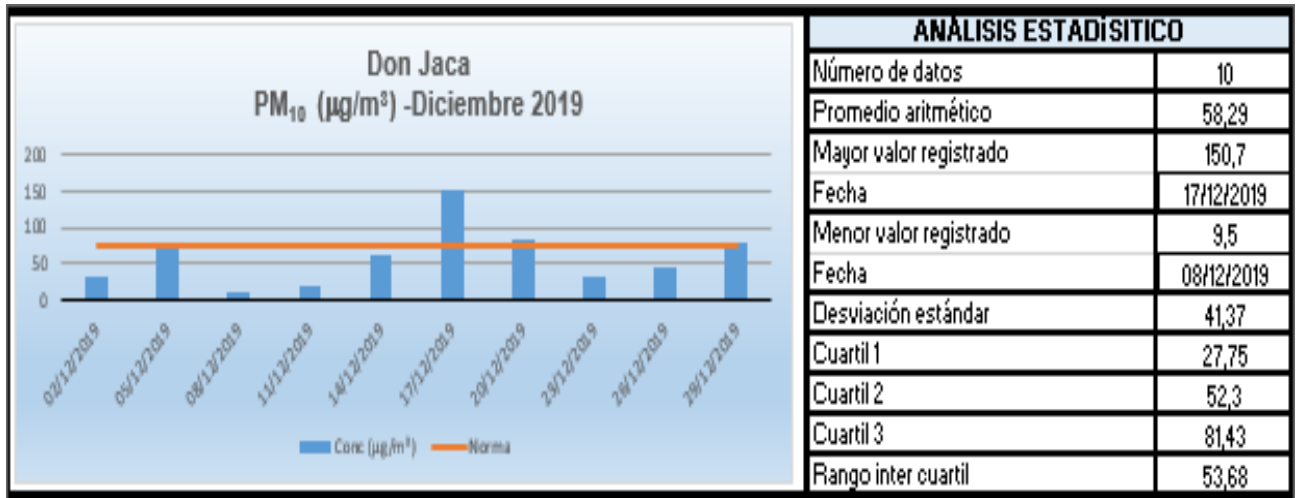 Don Jaca
PM₁₀ (µg/m³) -Diciembre 2019
200
150
100
50
0
02/12/2019
05/12/2019
08/12/2019
11/12/2019
14/12/2019
17/12/2019
20/12/2019
23/12/2019
26/12/2019
29/12/2019
Conc (µg/m³) Norma
ANÀLISIS ESTADÌSITICO
Número de datos 10
Promedio aritmético 58,29
Mayor valor registrado 150,7
Fecha 17/12/2019
Menor valor registrado 9,5
Fecha 08/12/2019
Desviación estándar 41,37
Cuartil 1 27,75
Cuartil 2 52,3
Cuartil 3 81,43
Rango inter cuartil 53,68